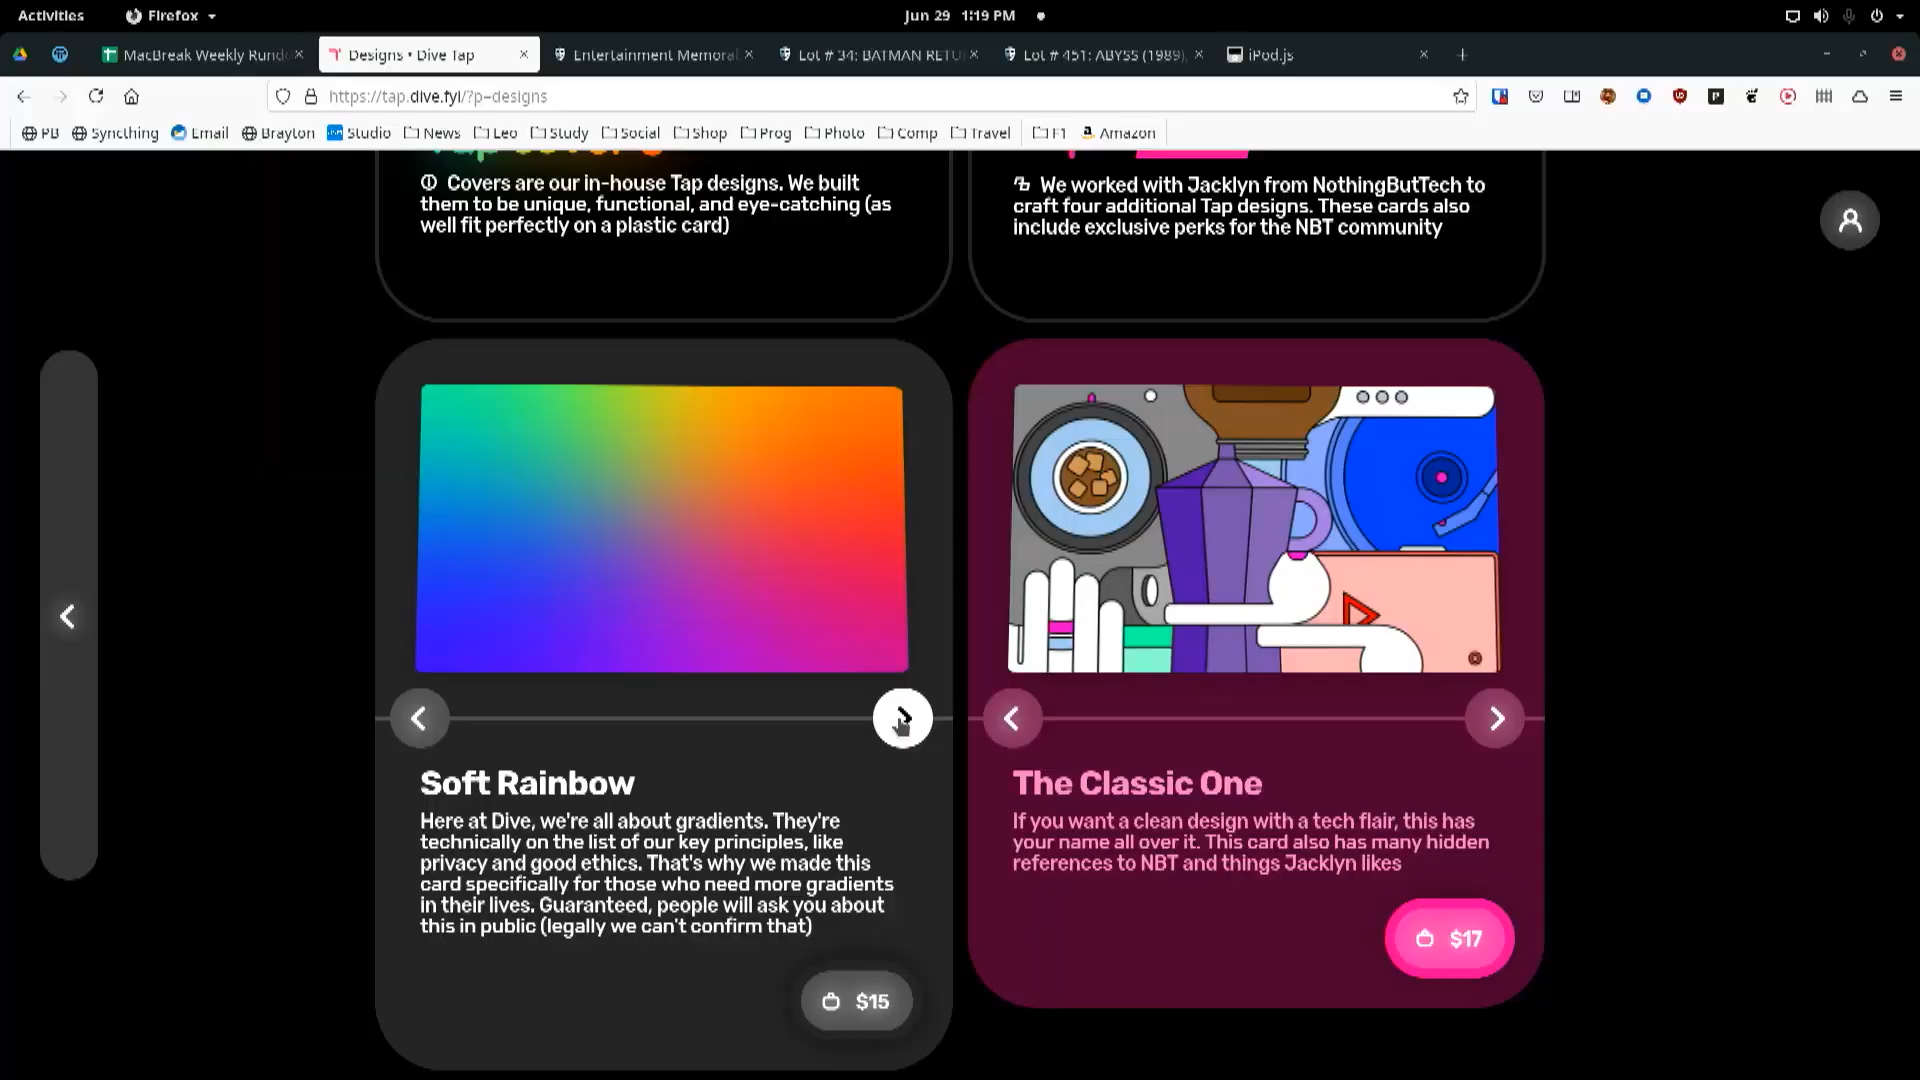 Activities Firefox Jun 29 1:19 PM
MacBreak Weekly Rund Designs • Dive Tap Entertainment Memoral Lot # 34: BATMAN RETU Lot # 451: ABYSS (1989), iPod.js
https://tap.dive.fyi/?p=designs
PB Syncthing Email Brayton Studio News Leo Study Social Shop Prog Photo Comp Travel F1 Amazon
Covers are our in-house Tap designs. We built
them to be unique, functional, and eye-catching (as
well fit perfectly on a plastic card)
We worked with Jacklyn from NothingButTech to
craft four additional Tap designs. These cards also
include exclusive perks for the NBT community
Soft Rainbow
Here at Dive, we're all about gradients. They're
technically on the list of our key principles, like
privacy and good ethics. That's why we made this
card specifically for those who need more gradients
in their lives. Guaranteed, people will ask you about
this in public (legally we can't confirm that)
$15
The Classic One
If you want a clean design with a tech flair, this has
your name all over it. This card also has many hidden
references to NBT and things Jacklyn likes
$17